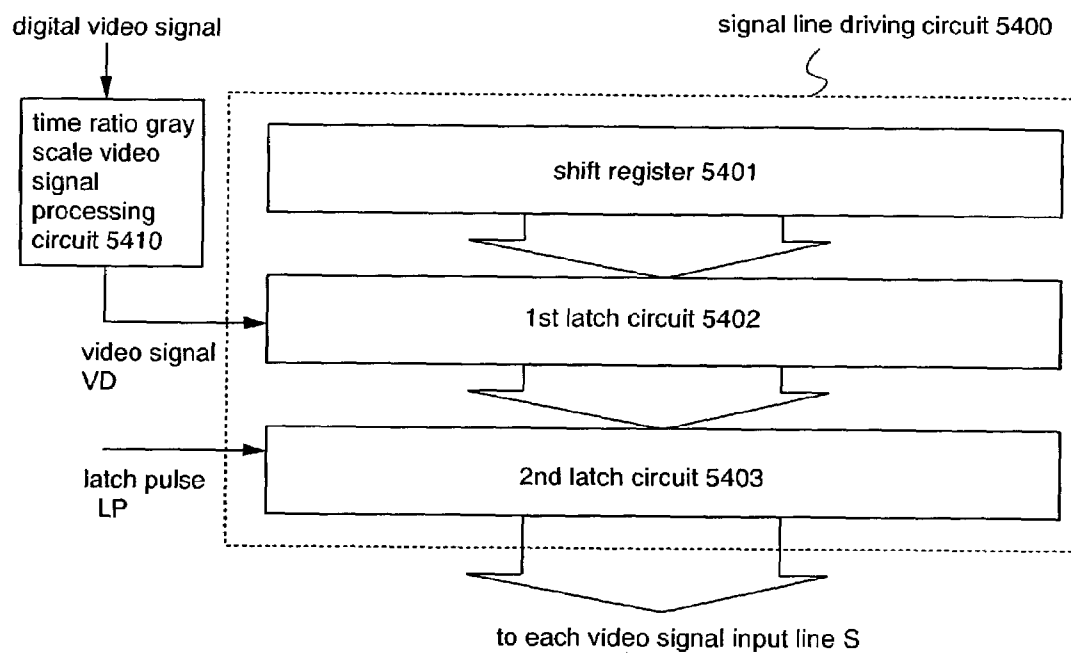 digital video signal
signal line driving circuit 5400
time ratio gray
scale video
signal
processing
circuit 5410
shift register 5401
1st latch circuit 5402
video signal
VD
latch pulse
LP
2nd latch circuit 5403
to each video signal input line S